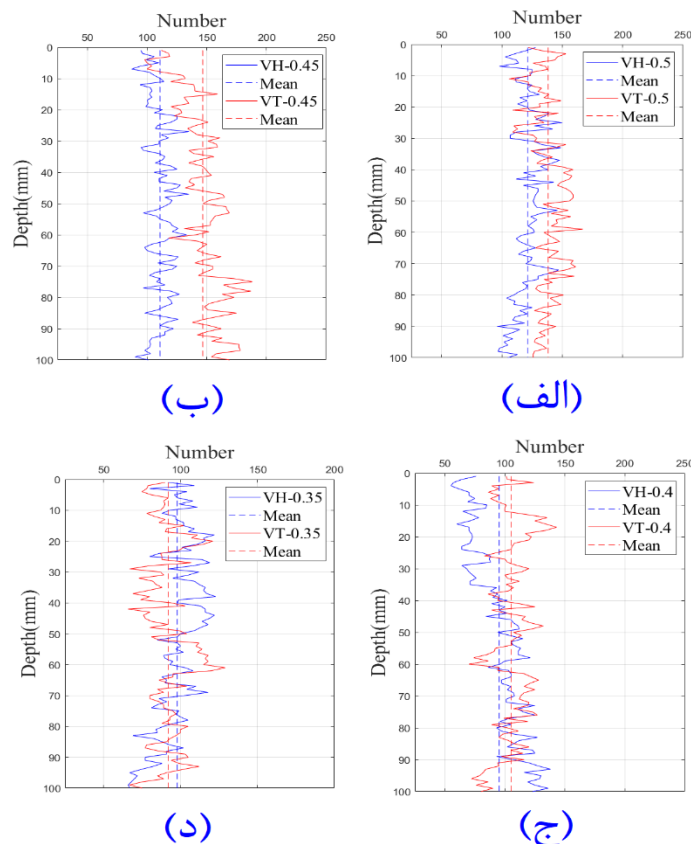 Number
50 100 150 200 250
0
10
20
30
40
50
60
70
80
90
100
Depth(mm)
VH-0.45
Mean
VT-0.45
Mean
(ب)
Number
50 100 150 200 250
0
10
20
30
40
50
60
70
80
90
100
Depth(mm)
VH-0.5
Mean
VT-0.5
Mean
(الف)
Number
50 100 150 200
0
10
20
30
40
50
60
70
80
90
100
Depth(mm)
VH-0.35
Mean
VT-0.35
Mean
(د)
Number
50 100 150 200 250
0
10
20
30
40
50
60
70
80
90
100
Depth(mm)
VH-0.4
Mean
VT-0.4
Mean
(ج)